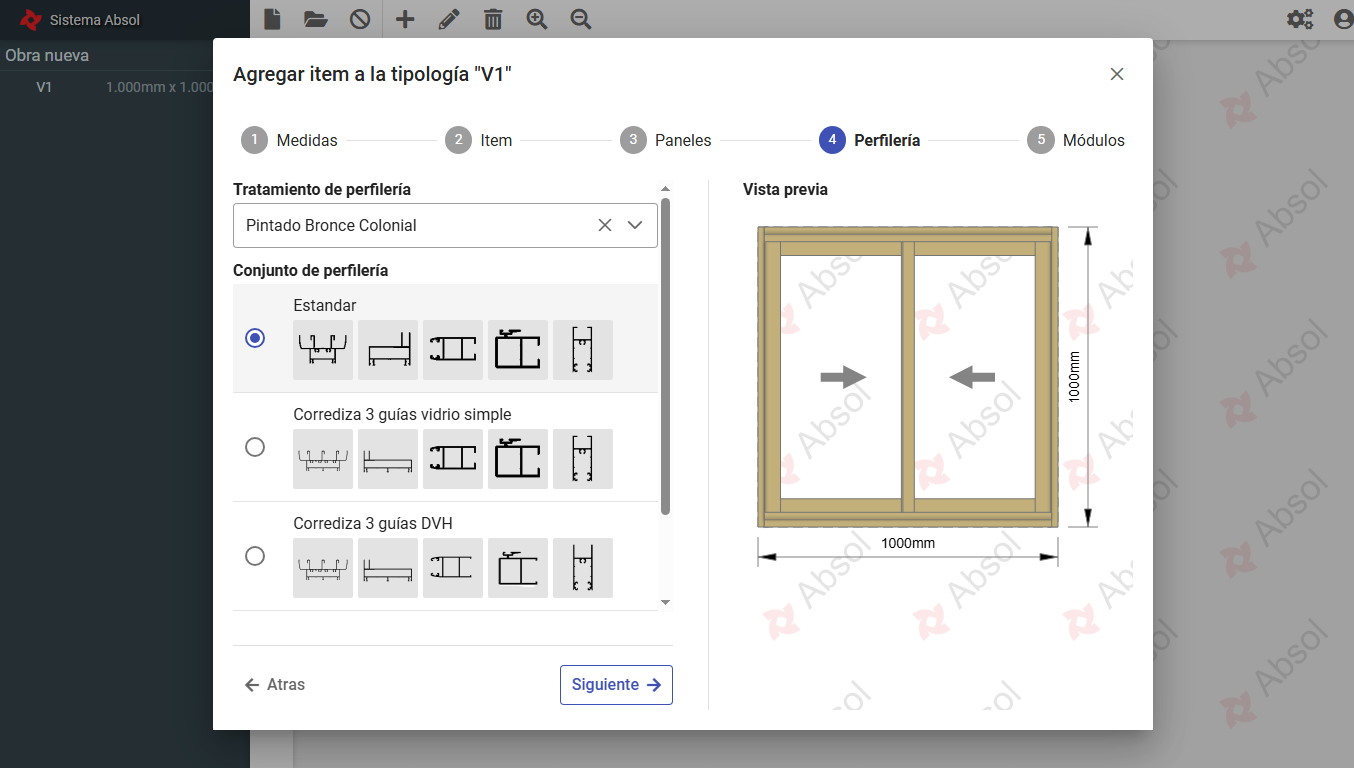 Sistema Absol
Obra nueva
V1 1.000mm x 1.000
Agregar item a la tipología "V1"
1 Medidas 2 Item 3 Paneles 4 Perfilería 5 Módulos
Tratamiento de perfilería
Pintado Bronce Colonial
Conjunto de perfilería
Estandar
Corrediza 3 guías vidrio simple
Corrediza 3 guías DVH
Atras
Siguiente
Vista previa
1000mm
1000mm
Absol
Absol
Absol
Absol
Absol
Absol
Absol
Absol
Absol
Absol
Absol